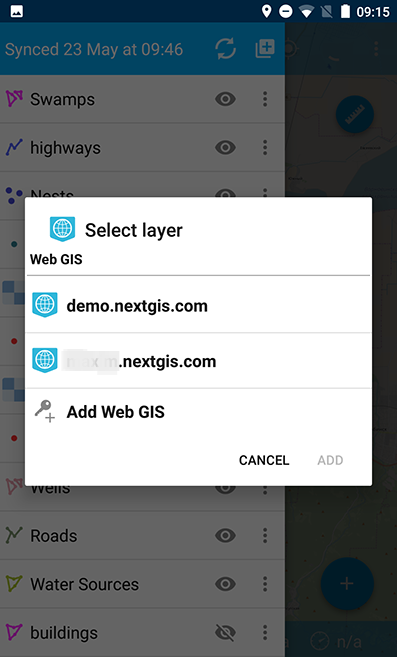 09:15
Synced 23 May at 09:46
Swamps
highways
Nests
Select layer
Web GIS
demo.nextgis.com
.nextgis.com
Add Web GIS
CANCEL ADD
Wells
Roads
Water Sources
buildings
n/a